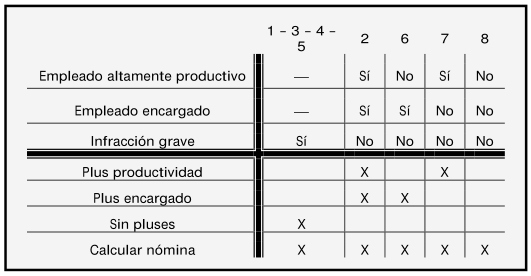 1 - 3 - 4 - 5 2 6 7 8
Empleado altamente productivo — Sí No Sí No
Empleado encargado — Sí Sí No No
Infracción grave Sí No No No No
Plus productividad X X
Plus encargado X X
Sin pluses X
Calcular nómina X X X X X